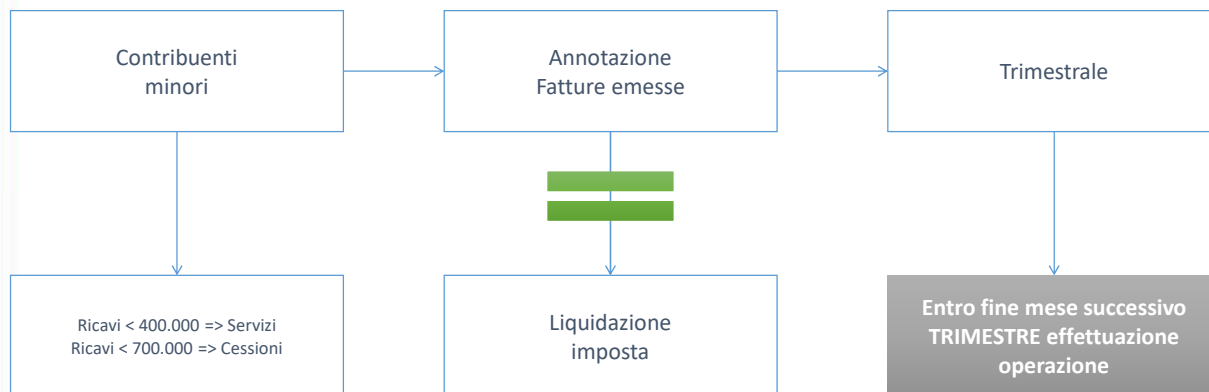 Contribuenti
minori
Annotazione
Fatture emesse
Trimestrale
Ricavi < 400.000 => Servizi
Ricavi < 700.000 => Cessioni
Liquidazione
imposta
Entro fine mese successivo
TRIMESTRE effettuazione
operazione